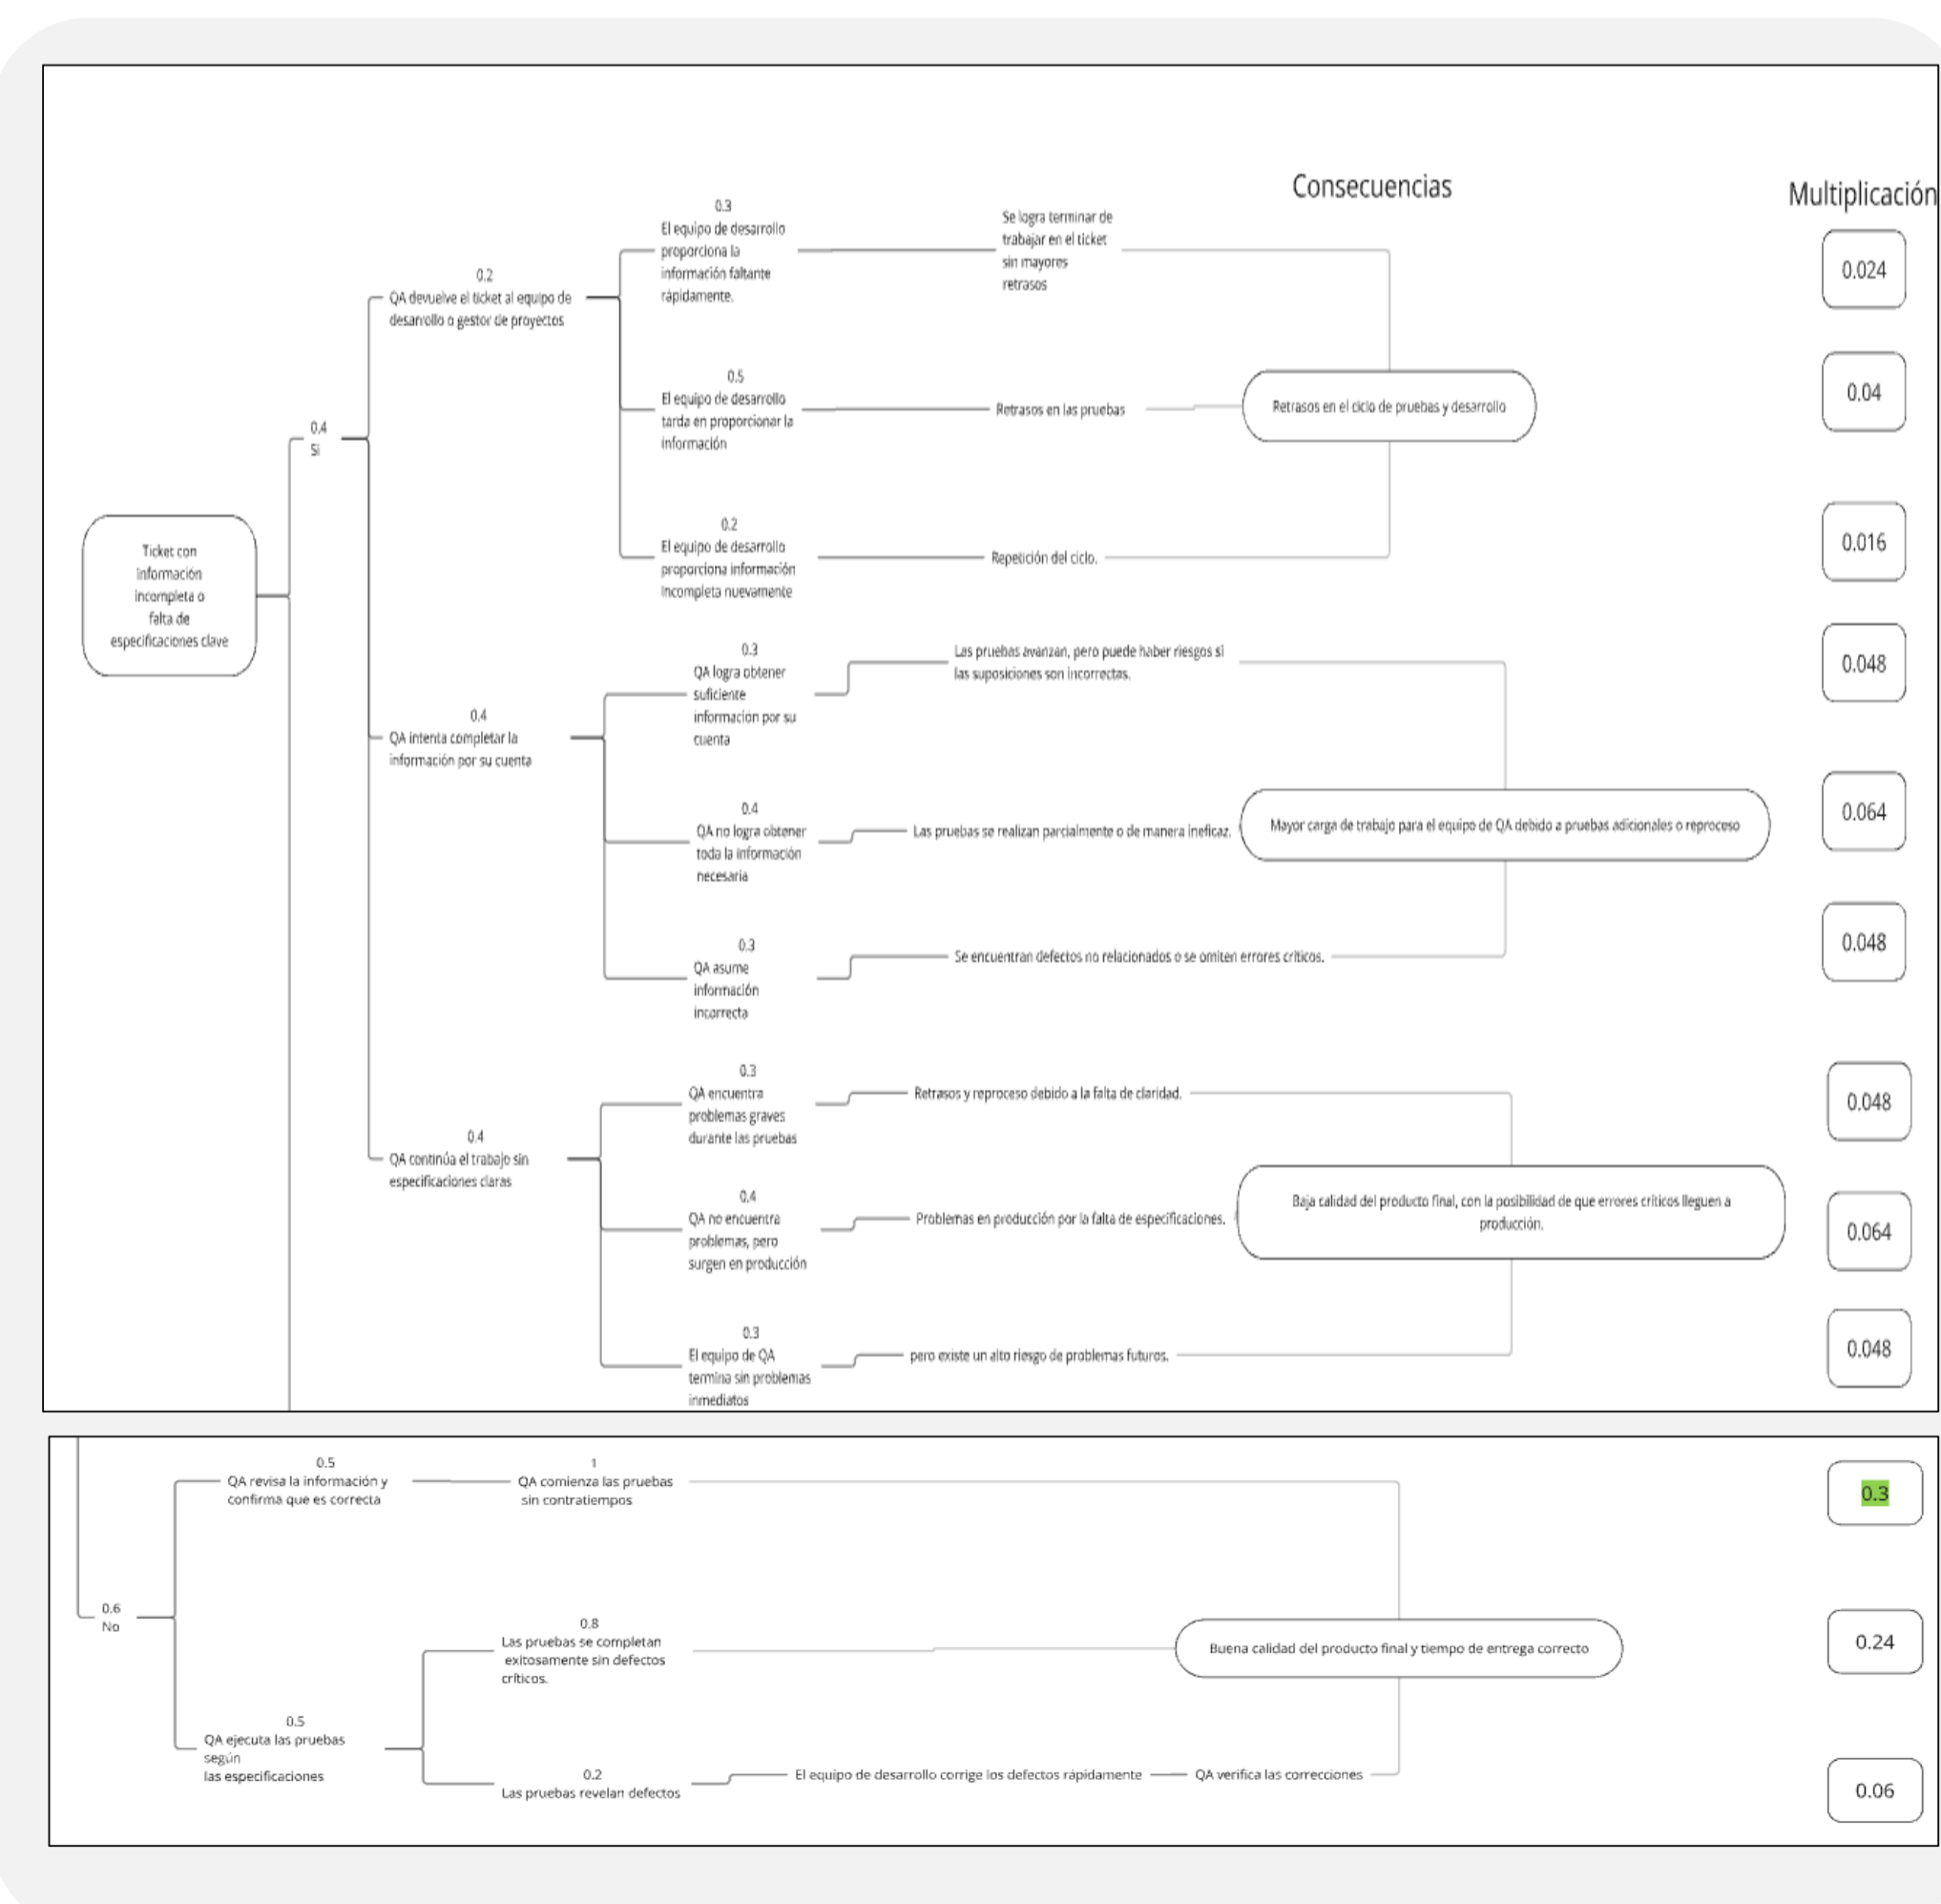 Consecuencias
Multiplicación
Ticket con
información
incompleta o
falta de
especificaciones clave
0.4
Si
0.2
QA devuelve el ticket al equipo de
desarrollo o gestor de proyectos
0.3
El equipo de desarrollo
proporciona la
información faltante
rápidamente.
Se logra terminar de
trabajar en el ticket
sin mayores
retrasos
0.024
0.5
El equipo de desarrollo
tarda en proporcionar la
información
Retrasos en las pruebas
Retrasos en el ciclo de pruebas y desarrollo
0.04
0.2
El equipo de desarrollo
proporciona información
incompleta nuevamente
Repetición del ciclo.
0.016
0.4
QA intenta completar la
información por su cuenta
0.3
QA logra obtener
suficiente
información por su
cuenta
Las pruebas avanzan, pero puede haber riesgos si
las suposiciones son incorrectas.
0.048
0.4
QA no logra obtener
toda la información
necesaria
Las pruebas se realizan parcialmente o de manera ineficaz.
Mayor carga de trabajo para el equipo de QA debido a pruebas adicionales o reproceso
0.064
0.3
QA asume
información
incorrecta
Se encuentran defectos no relacionados o se omiten errores críticos.
0.048
0.4
QA continúa el trabajo sin
especificaciones claras
0.3
QA encuentra
problemas graves
durante las pruebas
Retrasos y reproceso debido a la falta de claridad.
0.048
0.4
QA no encuentra
problemas, pero
surgen en producción
Problemas en producción por la falta de especificaciones.
Baja calidad del producto final, con la posibilidad de que errores críticos lleguen a
producción.
0.064
0.3
El equipo de QA
termina sin problemas
inmediatos
pero existe un alto riesgo de problemas futuros.
0.048
0.6
No
0.5
QA revisa la información y
confirma que es correcta
1
QA comienza las pruebas
sin contratiempos
0.3
0.5
QA ejecuta las pruebas
según
las especificaciones
0.8
Las pruebas se completan
exitosamente sin defectos
críticos.
Buena calidad del producto final y tiempo de entrega correcto
0.24
0.2
Las pruebas revelan defectos
El equipo de desarrollo corrige los defectos rápidamente
QA verifica las correcciones
0.06